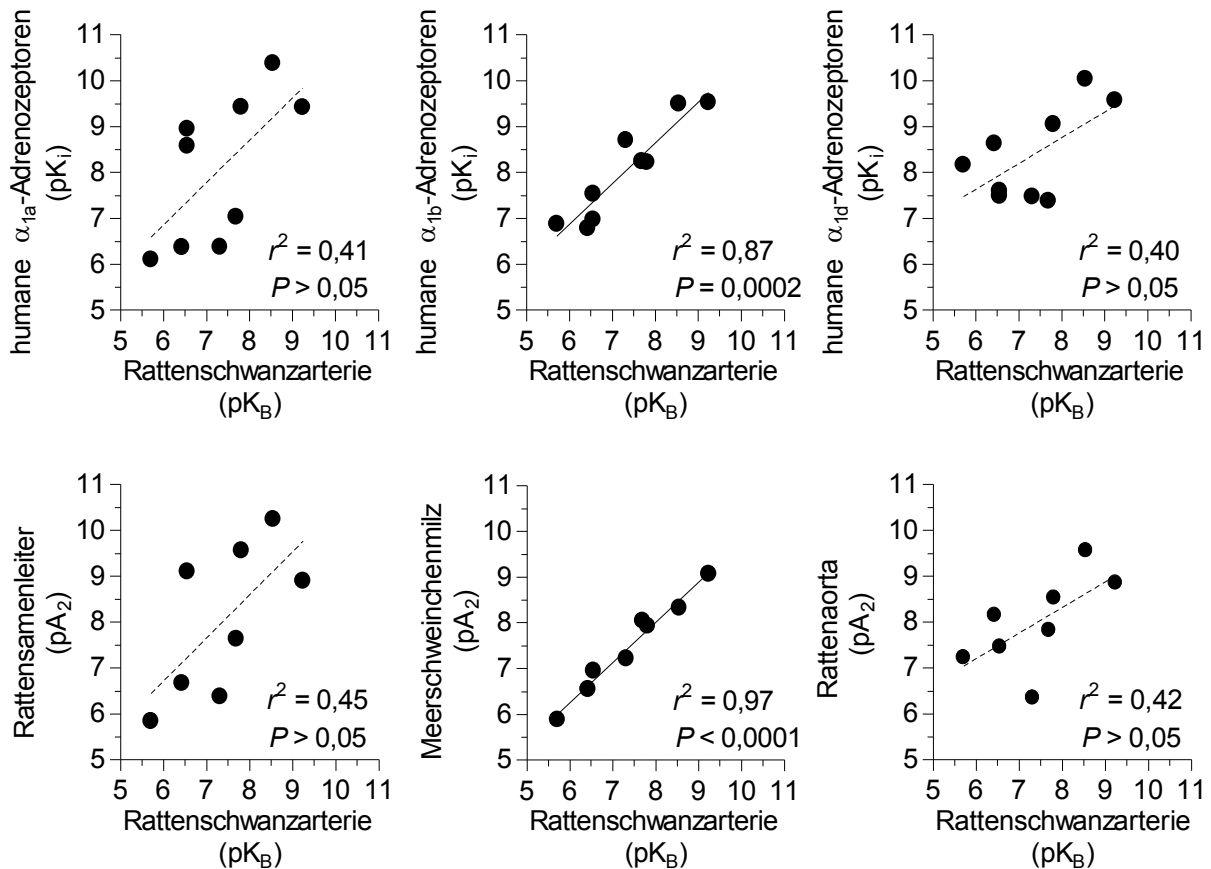 humane α1a-Adrenozeptoren
(pKi)
11
10
9
8
7
6
5
r² = 0,41
P > 0,05
5 6 7 8 9 10 11
Rattenschwanzarterie
(pKB)
humane α1b-Adrenozeptoren
(pKi)
11
10
9
8
7
6
5
r² = 0,87
P = 0,0002
5 6 7 8 9 10 11
Rattenschwanzarterie
(pKB)
humane α1d-Adrenozeptoren
(pKi)
11
10
9
8
7
6
5
r² = 0,40
P > 0,05
5 6 7 8 9 10 11
Rattenschwanzarterie
(pKB)
Rattensamenleiter
(pA2)
11
10
9
8
7
6
5
r² = 0,45
P > 0,05
5 6 7 8 9 10 11
Rattenschwanzarterie
(pKB)
Meerschweinchenmilz
(pA2)
11
10
9
8
7
6
5
r² = 0,97
P < 0,0001
5 6 7 8 9 10 11
Rattenschwanzarterie
(pKB)
Rattenaorta
(pA2)
11
10
9
8
7
6
5
r² = 0,42
P > 0,05
5 6 7 8 9 10 11
Rattenschwanzarterie
(pKB)